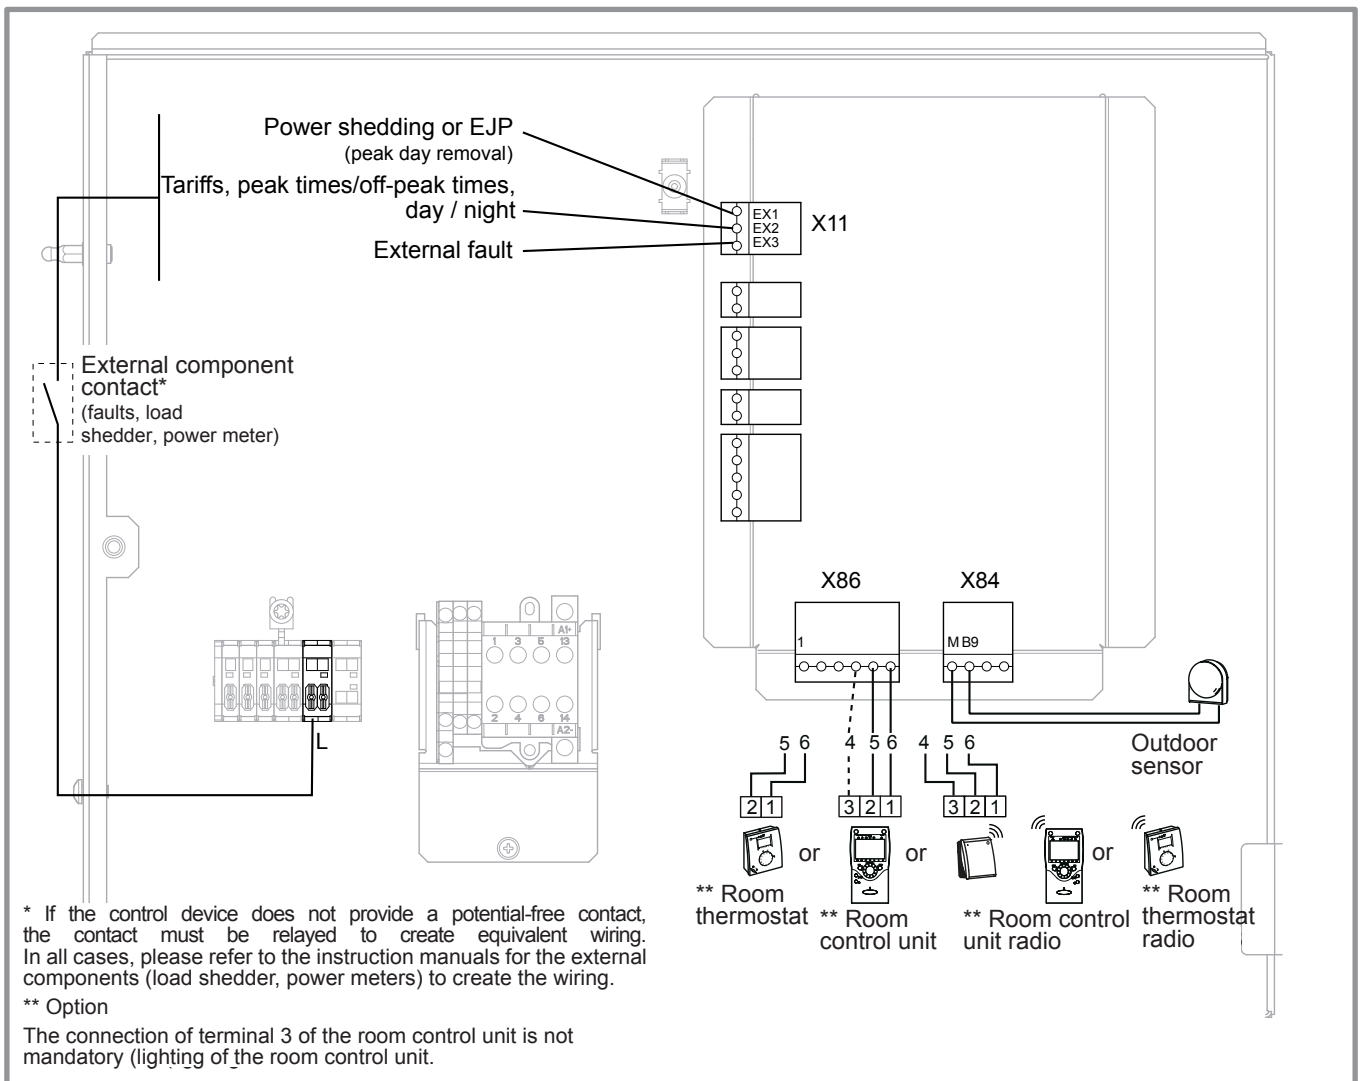 Power shedding or EJP
(peak day removal)
Tariffs, peak times/off-peak times,
day / night
External fault
EX1
EX2
EX3
X11
External component
contact*
(faults, load
shedder, power meter)
X86
X84
1
M B9
A1+
1 3 5 13
2 4 6 14
A2-
L
5 6
4 5 6
4 5 6
Outdoor
sensor
2 1
3 2 1
3 2 1
or
or
or
** Room
thermostat
** Room
control unit
** Room control
unit radio
** Room
thermostat
radio
* If the control device does not provide a potential-free contact,
the contact must be relayed to create equivalent wiring.
In all cases, please refer to the instruction manuals for the external
components (load shedder, power meters) to create the wiring.
** Option
The connection of terminal 3 of the room control unit is not
mandatory (lighting of the room control unit.